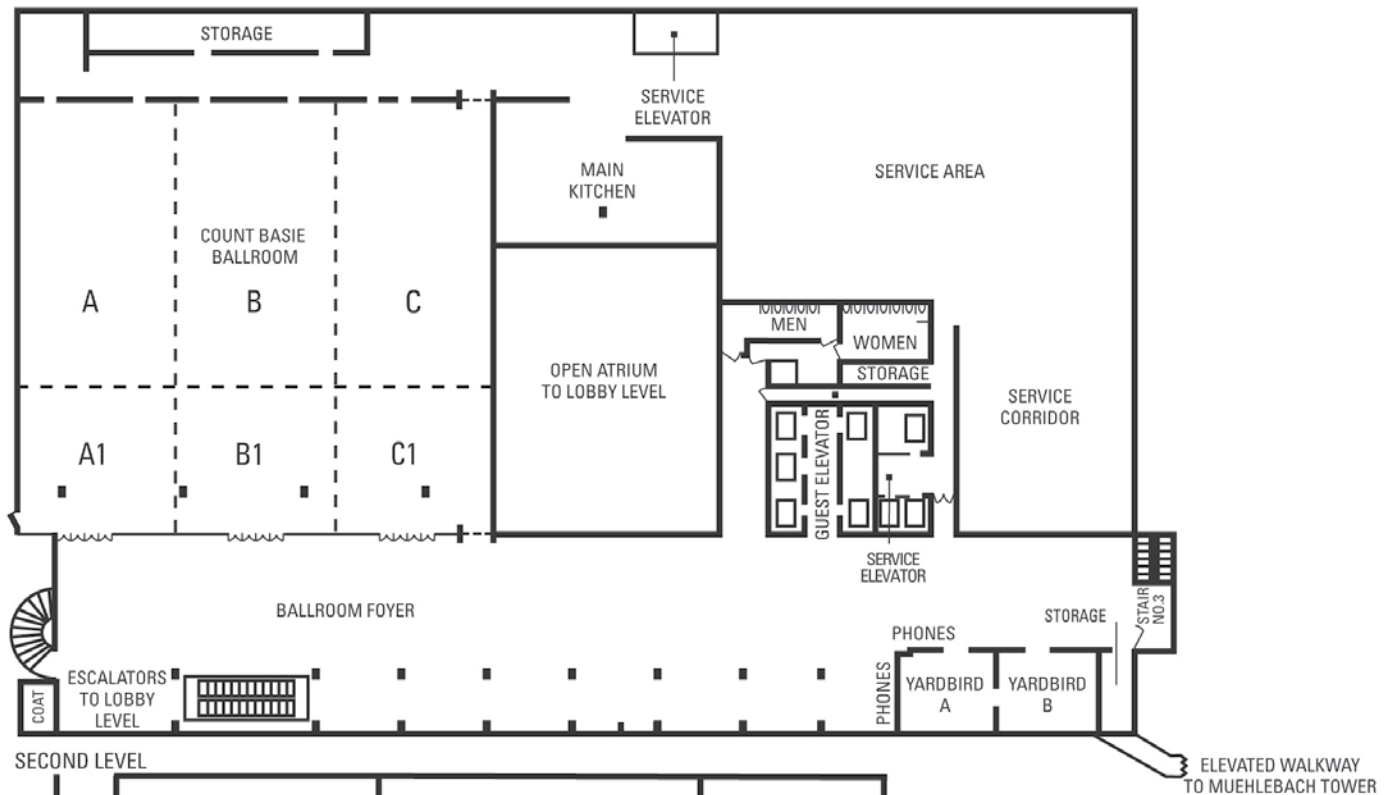 STORAGE
SERVICE
ELEVATOR
MAIN
KITCHEN
SERVICE AREA
COUNT BASIE
BALLROOM
A
B
C
MEN
WOMEN
STORAGE
OPEN ATRIUM
TO LOBBY LEVEL
SERVICE
CORRIDOR
A1
B1
C1
GUEST ELEVATOR
SERVICE
ELEVATOR
BALLROOM FOYER
STORAGE
STAIR
NO.3
PHONES
PHONES
YARDBIRD
A
YARDBIRD
B
ESCALATORS
TO LOBBY
LEVEL
COAT
SECOND LEVEL
ELEVATED WALKWAY
TO MUEHLEBACH TOWER